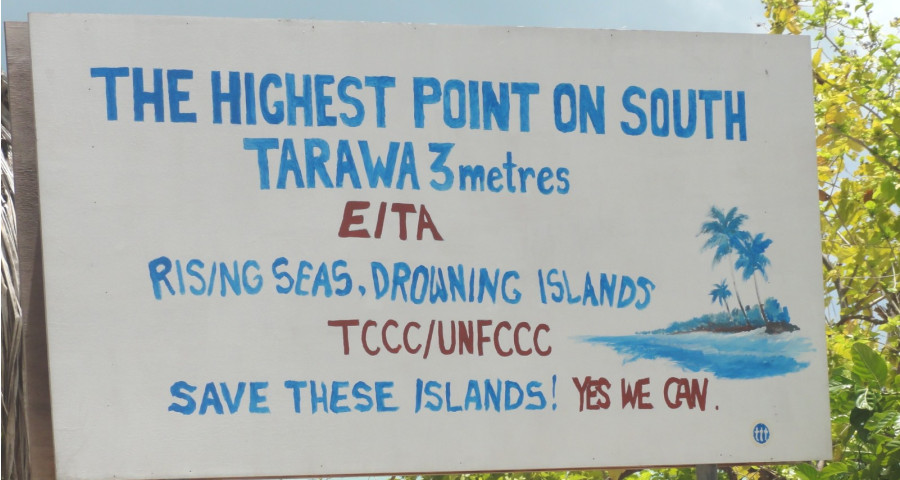 THE HIGHEST POINT ON SOUTH
TARAWA 3metres
EITA
RISING SEAS, DROWNING ISLANDS
TCCC/UNFCCC
SAVE THESE ISLANDS! YES WE CAN.